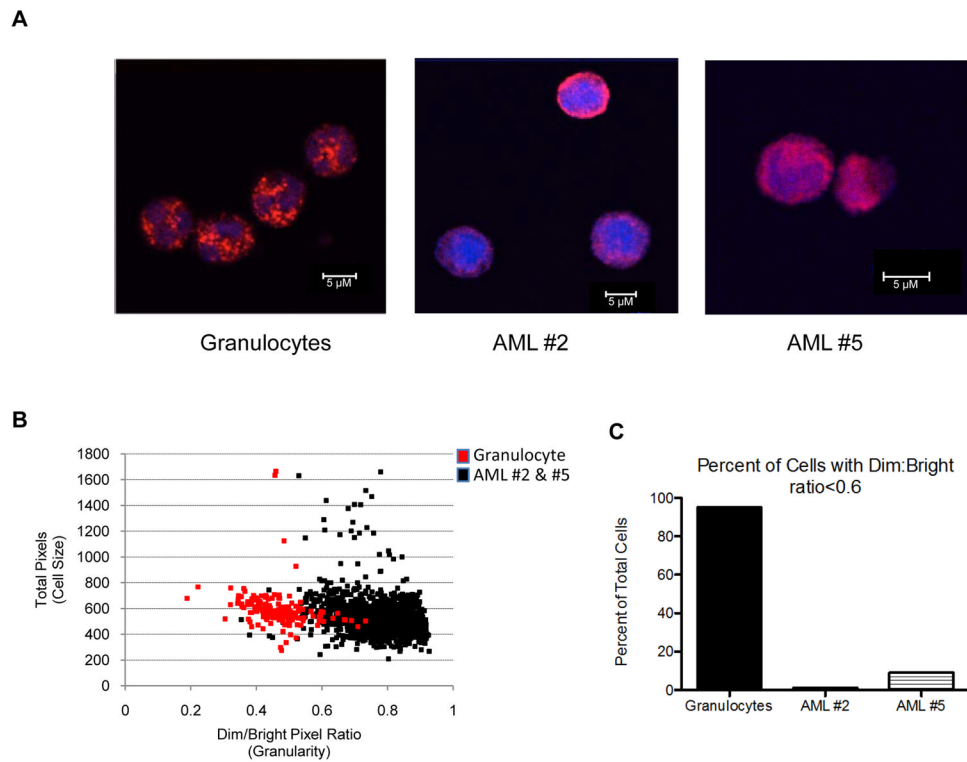 A
5 µM
5 µM
5 µM
Granulocytes
AML #2
AML #5
B
1800
1600
1400
1200
1000
800
600
400
200
0
Total Pixels
(Cell Size)
0
0.2
0.4
0.6
0.8
1
Dim/Bright Pixel Ratio
(Granularity)
Granulocyte
AML #2 & #5
C
Percent of Cells with Dim:Bright
ratio<0.6
100
80
60
40
20
0
Percent of Total Cells
Granulocytes
AML #2
AML #5